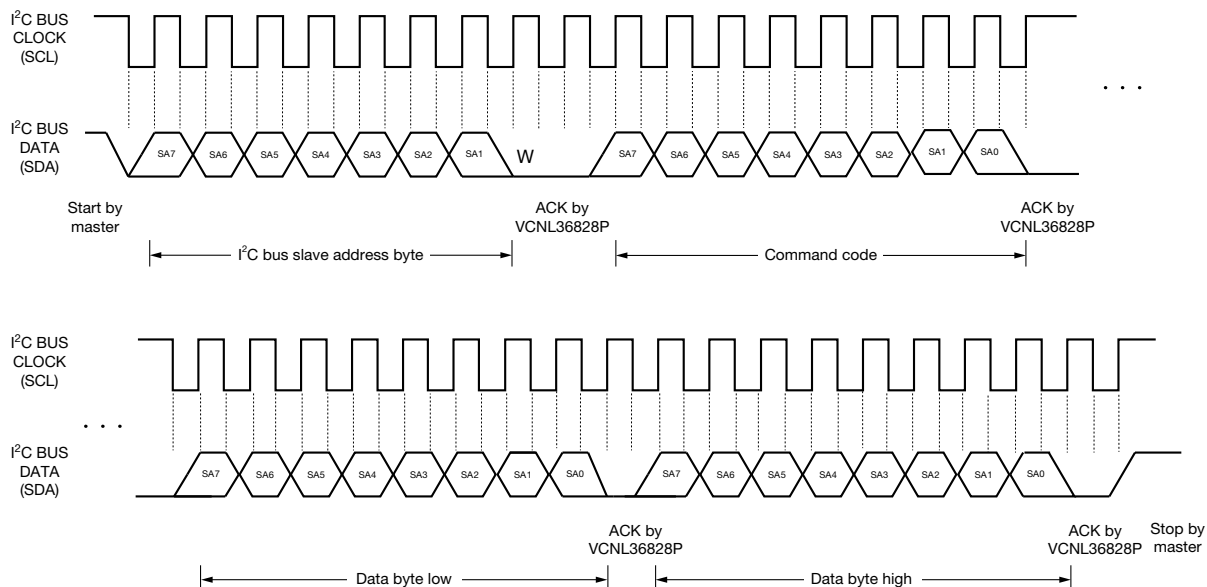 I²C BUS
CLOCK
(SCL)
. . .
I²C BUS
DATA
(SDA)
SA7 SA6 SA5 SA4 SA3 SA2 SA1 W SA7 SA6 SA5 SA4 SA3 SA2 SA1 SA0
Start by
master
ACK by
VCNL36828P
ACK by
VCNL36828P
I²C bus slave address byte
Command code
I²C BUS
CLOCK
(SCL)
. . .
I²C BUS
DATA
(SDA)
SA7 SA6 SA5 SA4 SA3 SA2 SA1 SA0 SA7 SA6 SA5 SA4 SA3 SA2 SA1 SA0
ACK by
VCNL36828P
ACK by
VCNL36828P
Stop by
master
Data byte low
Data byte high